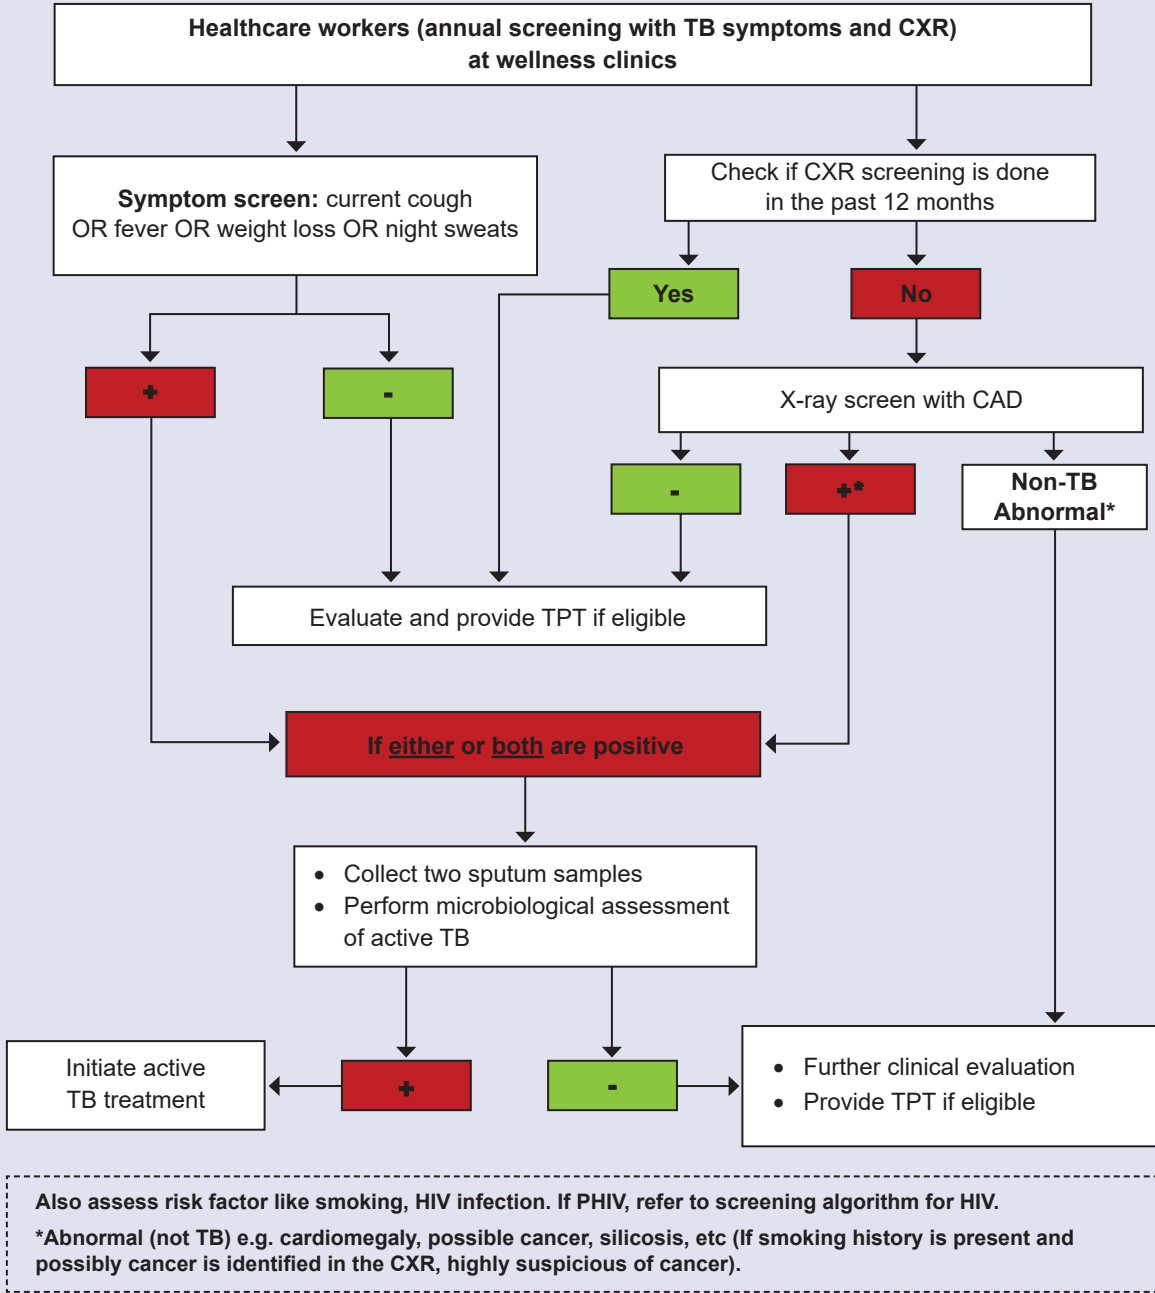 Healthcare workers (annual screening with TB symptoms and CXR)
at wellness clinics
Symptom screen: current cough
OR fever OR weight loss OR night sweats
Check if CXR screening is done
in the past 12 months
Yes
No
+
-
X-ray screen with CAD
-
+*
Non-TB
Abnormal*
Evaluate and provide TPT if eligible
If either or both are positive
• Collect two sputum samples
• Perform microbiological assessment
of active TB
Initiate active
TB treatment
+
-
• Further clinical evaluation
• Provide TPT if eligible
Also assess risk factor like smoking, HIV infection. If PHIV, refer to screening algorithm for HIV.
*Abnormal (not TB) e.g. cardiomegaly, possible cancer, silicosis, etc (If smoking history is present and
possibly cancer is identified in the CXR, highly suspicious of cancer).